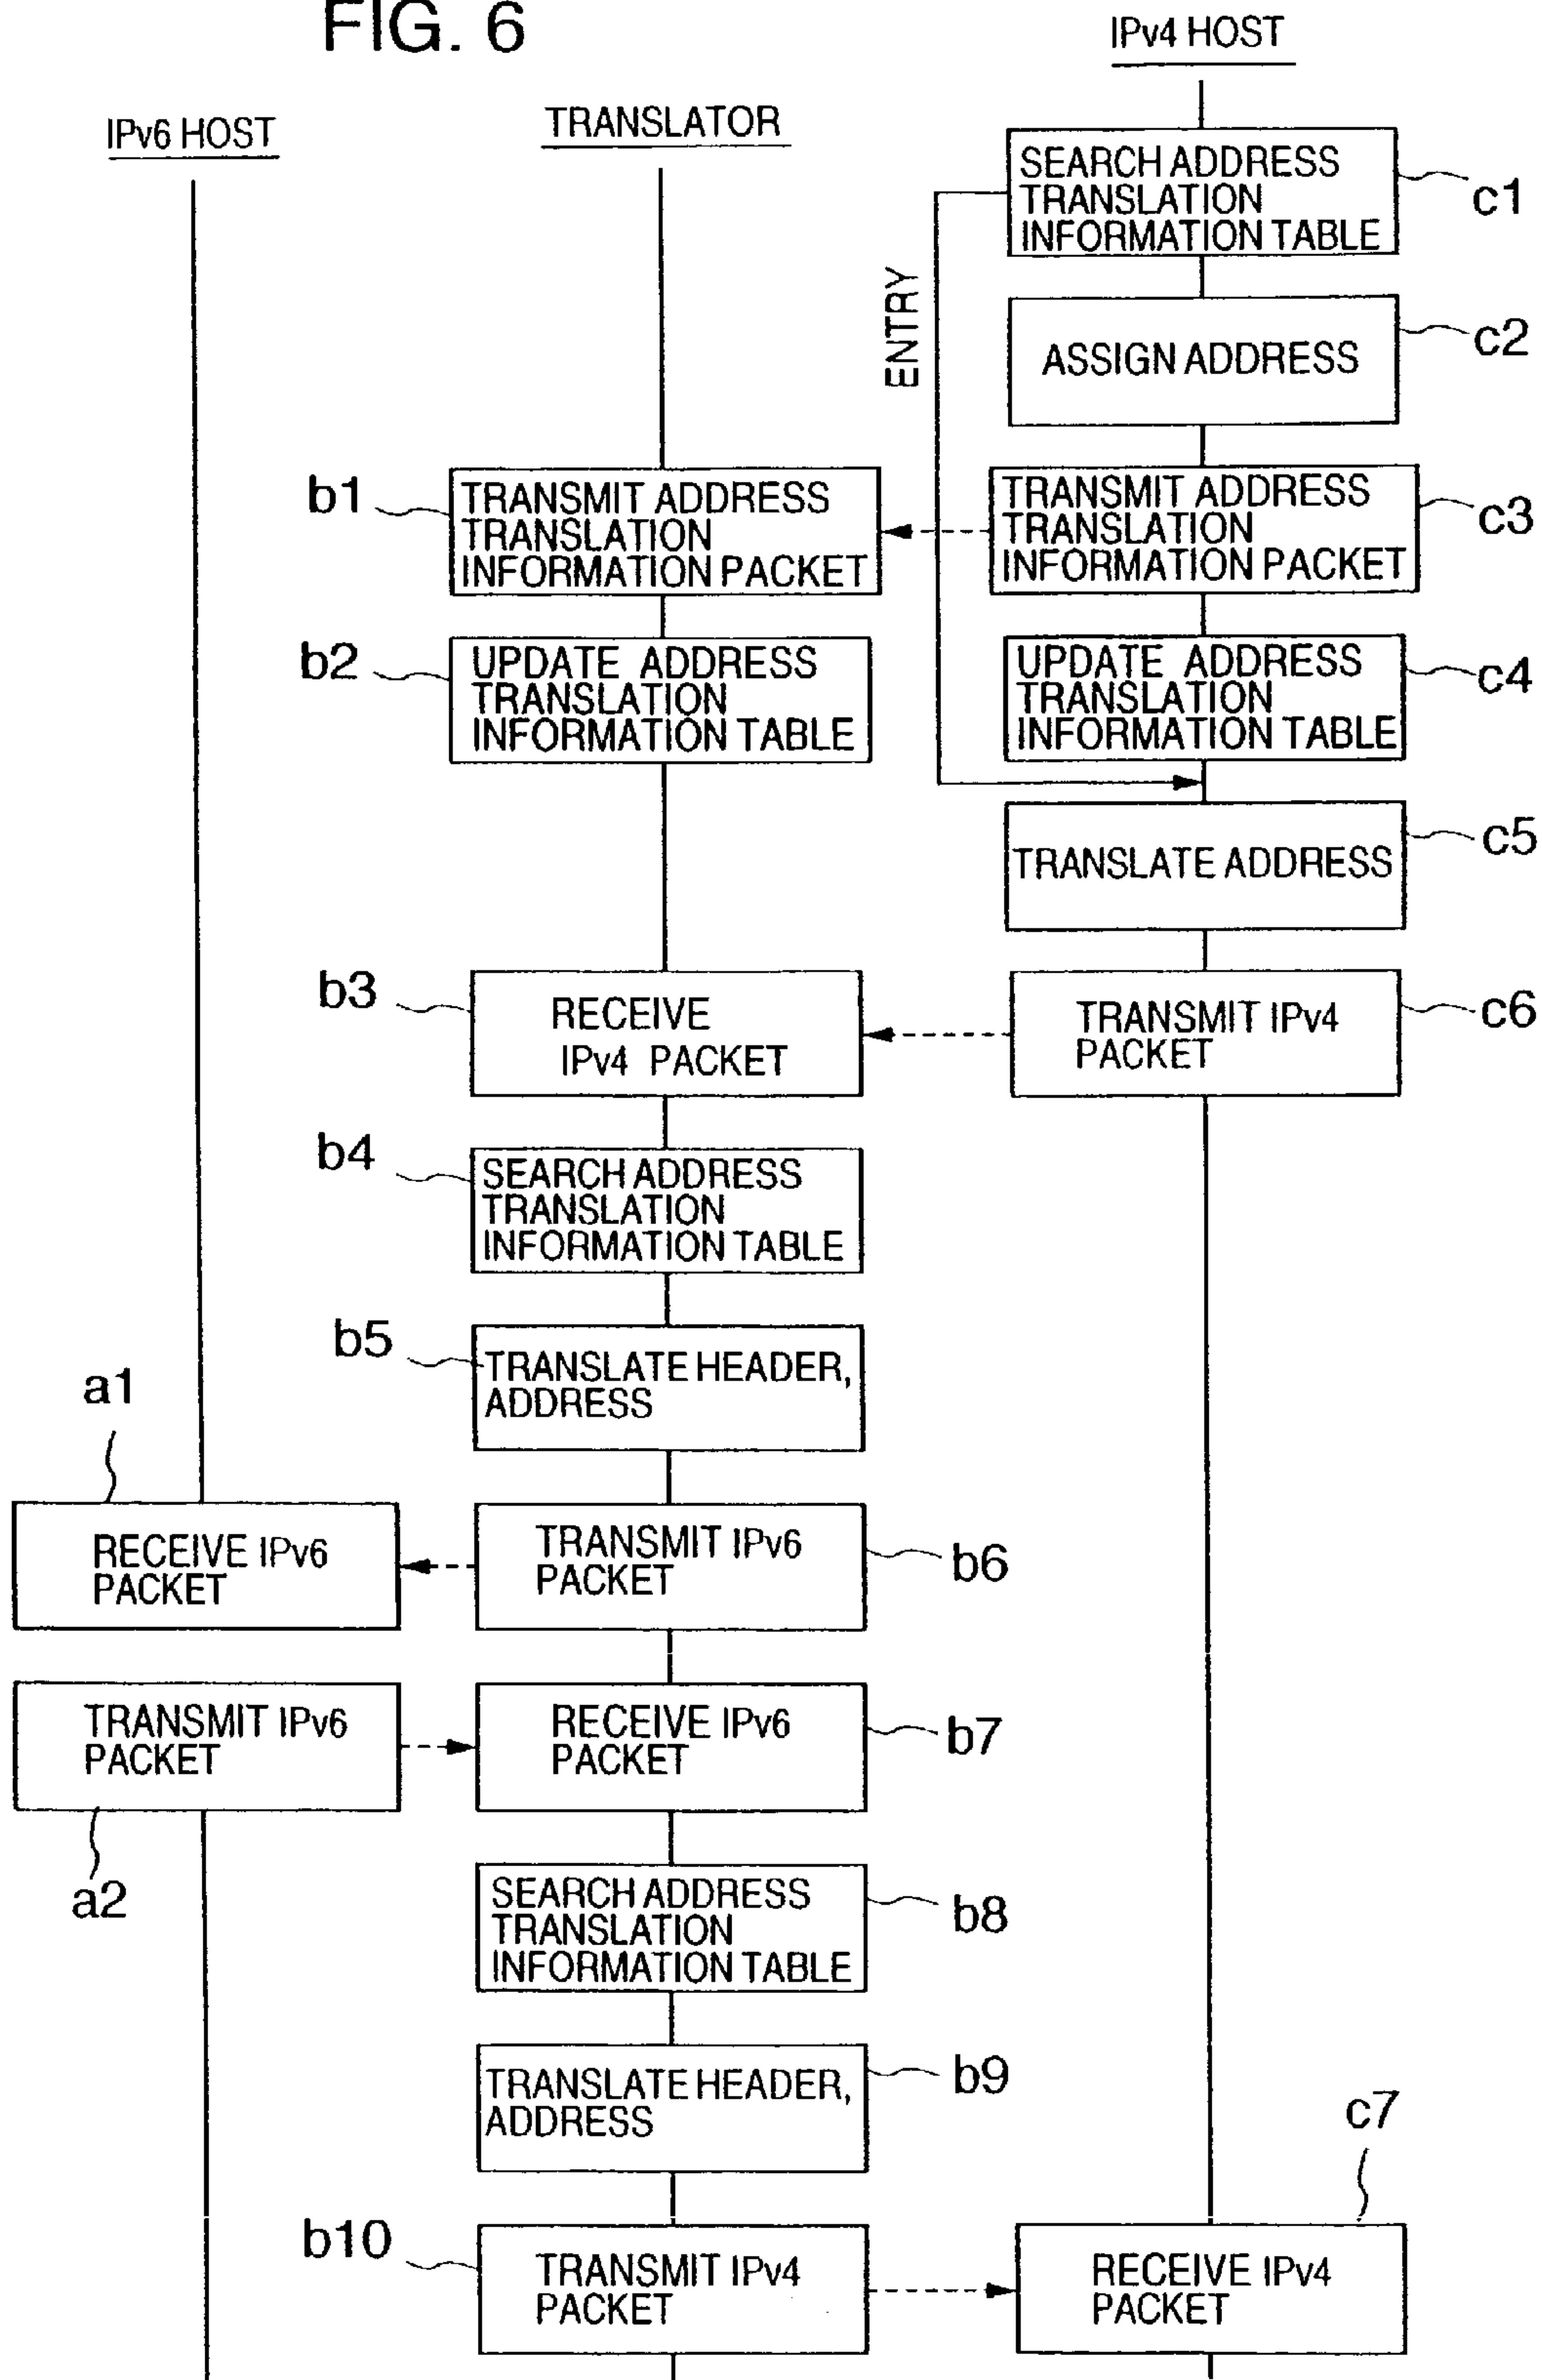 FIG. 6
IPv4 HOST
IPv6 HOST
TRANSLATOR
SEARCH ADDRESS
TRANSLATION
INFORMATION TABLE
c1
ENTRY
ASSIGN ADDRESS
c2
b1
TRANSMIT ADDRESS
TRANSLATION
INFORMATION PACKET
TRANSMIT ADDRESS
TRANSLATION
INFORMATION PACKET
c3
b2
UPDATE ADDRESS
TRANSLATION
INFORMATION TABLE
UPDATE ADDRESS
TRANSLATION
INFORMATION TABLE
c4
TRANSLATE ADDRESS
c5
b3
RECEIVE
IPv4 PACKET
TRANSMIT IPv4
PACKET
c6
b4
SEARCH ADDRESS
TRANSLATION
INFORMATION TABLE
b5
TRANSLATE HEADER,
ADDRESS
a1
RECEIVE IPv6
PACKET
TRANSMIT IPv6
PACKET
b6
TRANSMIT IPv6
PACKET
a2
RECEIVE IPv6
PACKET
b7
SEARCH ADDRESS
TRANSLATION
INFORMATION TABLE
b8
TRANSLATE HEADER,
ADDRESS
b9
c7
b10
TRANSMIT IPv4
PACKET
RECEIVE IPv4
PACKET